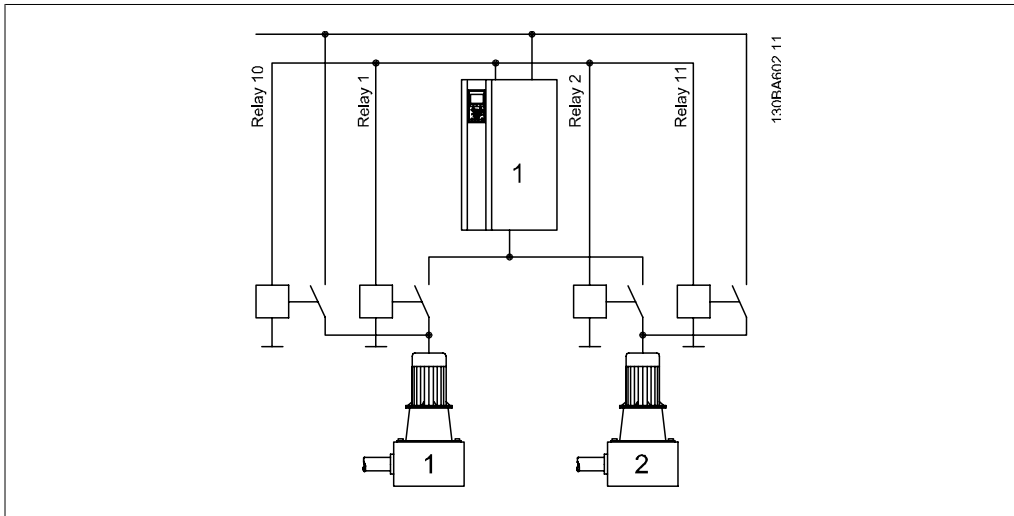 Relay 10
Relay 1
Relay 2
Relay 11
130BA602.11
1
1
2